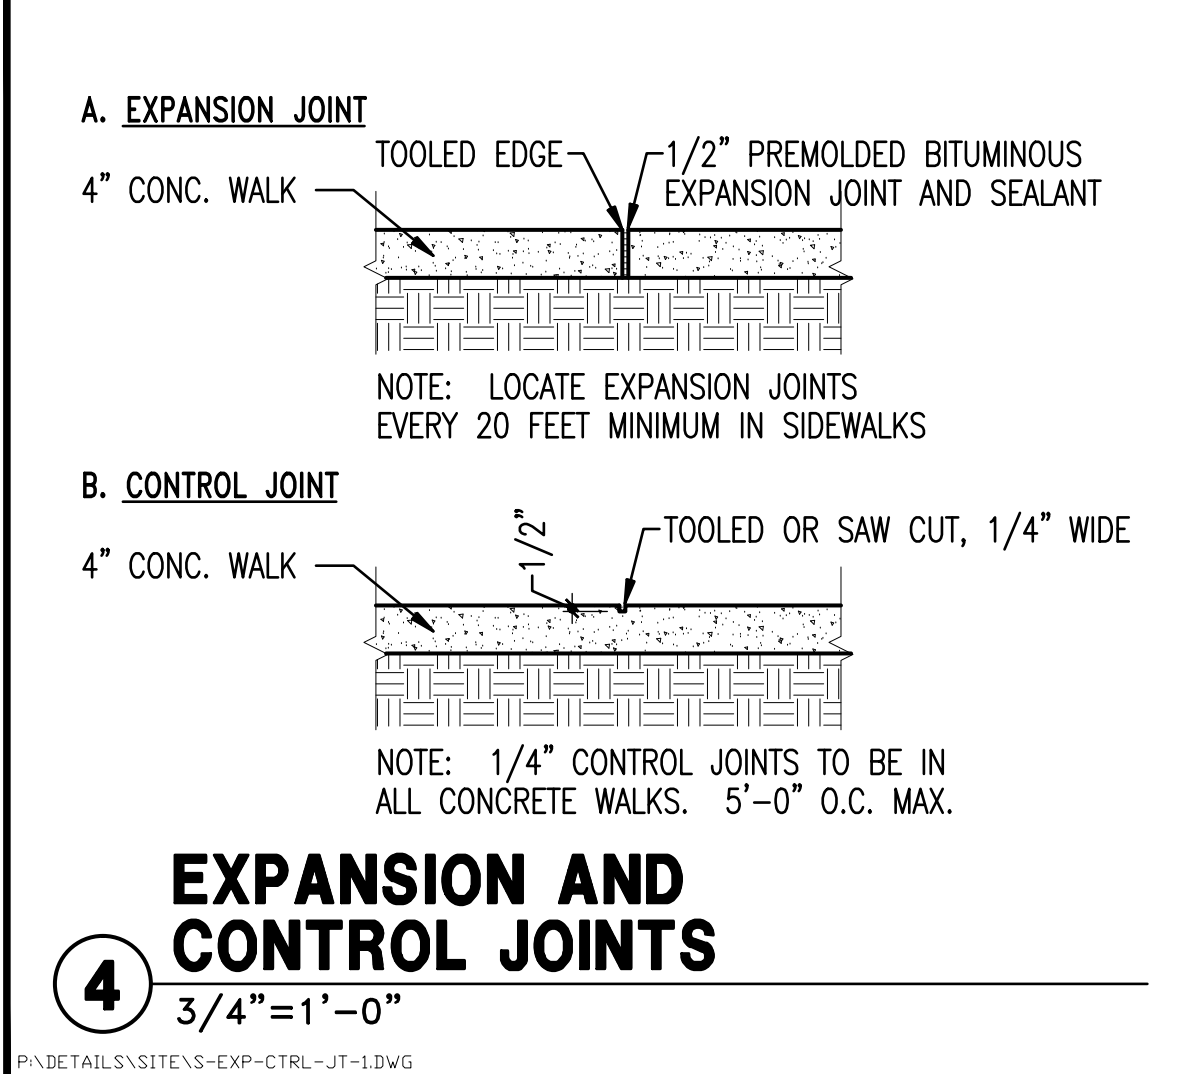 A. EXPANSION JOINT
TOOLED EDGE
1/2" PREMOLDED BITUMINOUS
EXPANSION JOINT AND SEALANT
4" CONC. WALK
NOTE: LOCATE EXPANSION JOINTS
EVERY 20 FEET MINIMUM IN SIDEWALKS
B. CONTROL JOINT
1/2"
TOOLED OR SAW CUT, 1/4" WIDE
4" CONC. WALK
NOTE: 1/4" CONTROL JOINTS TO BE IN
ALL CONCRETE WALKS. 5'-0" O.C. MAX.
EXPANSION AND
CONTROL JOINTS
4
3/4"=1'-0"
P:\DETAILS\SITE\S-EXP-CTRL-JT-1.DWG